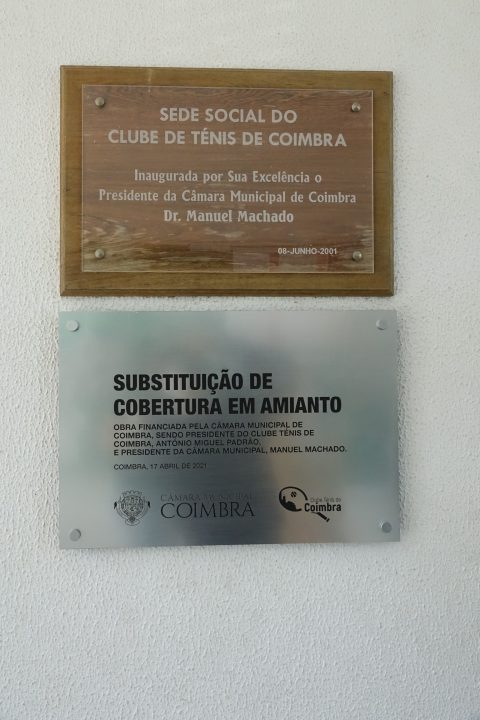 SEDE SOCIAL DO
CLUBE DE TÉNIS DE COIMBRA
Inaugurada por Sua Excelência o
Presidente da Câmara Municipal de Coimbra
Dr. Manuel Machado
08-JUNHO-2001
SUBSTITUIÇÃO DE
COBERTURA EM AMIANTO
OBRA FINANCIADA PELA CÂMARA MUNICIPAL DE
COIMBRA, SENDO PRESIDENTE DO CLUBE TÉNIS DE
COIMBRA, ANTÓNIO MIGUEL PADRÃO,
E PRESIDENTE DA CÂMARA MUNICIPAL, MANUEL MACHADO.
COIMBRA, 17 ABRIL DE 2021
CÂMARA MUNICIPAL
COIMBRA
Clube Ténis de
Coimbra